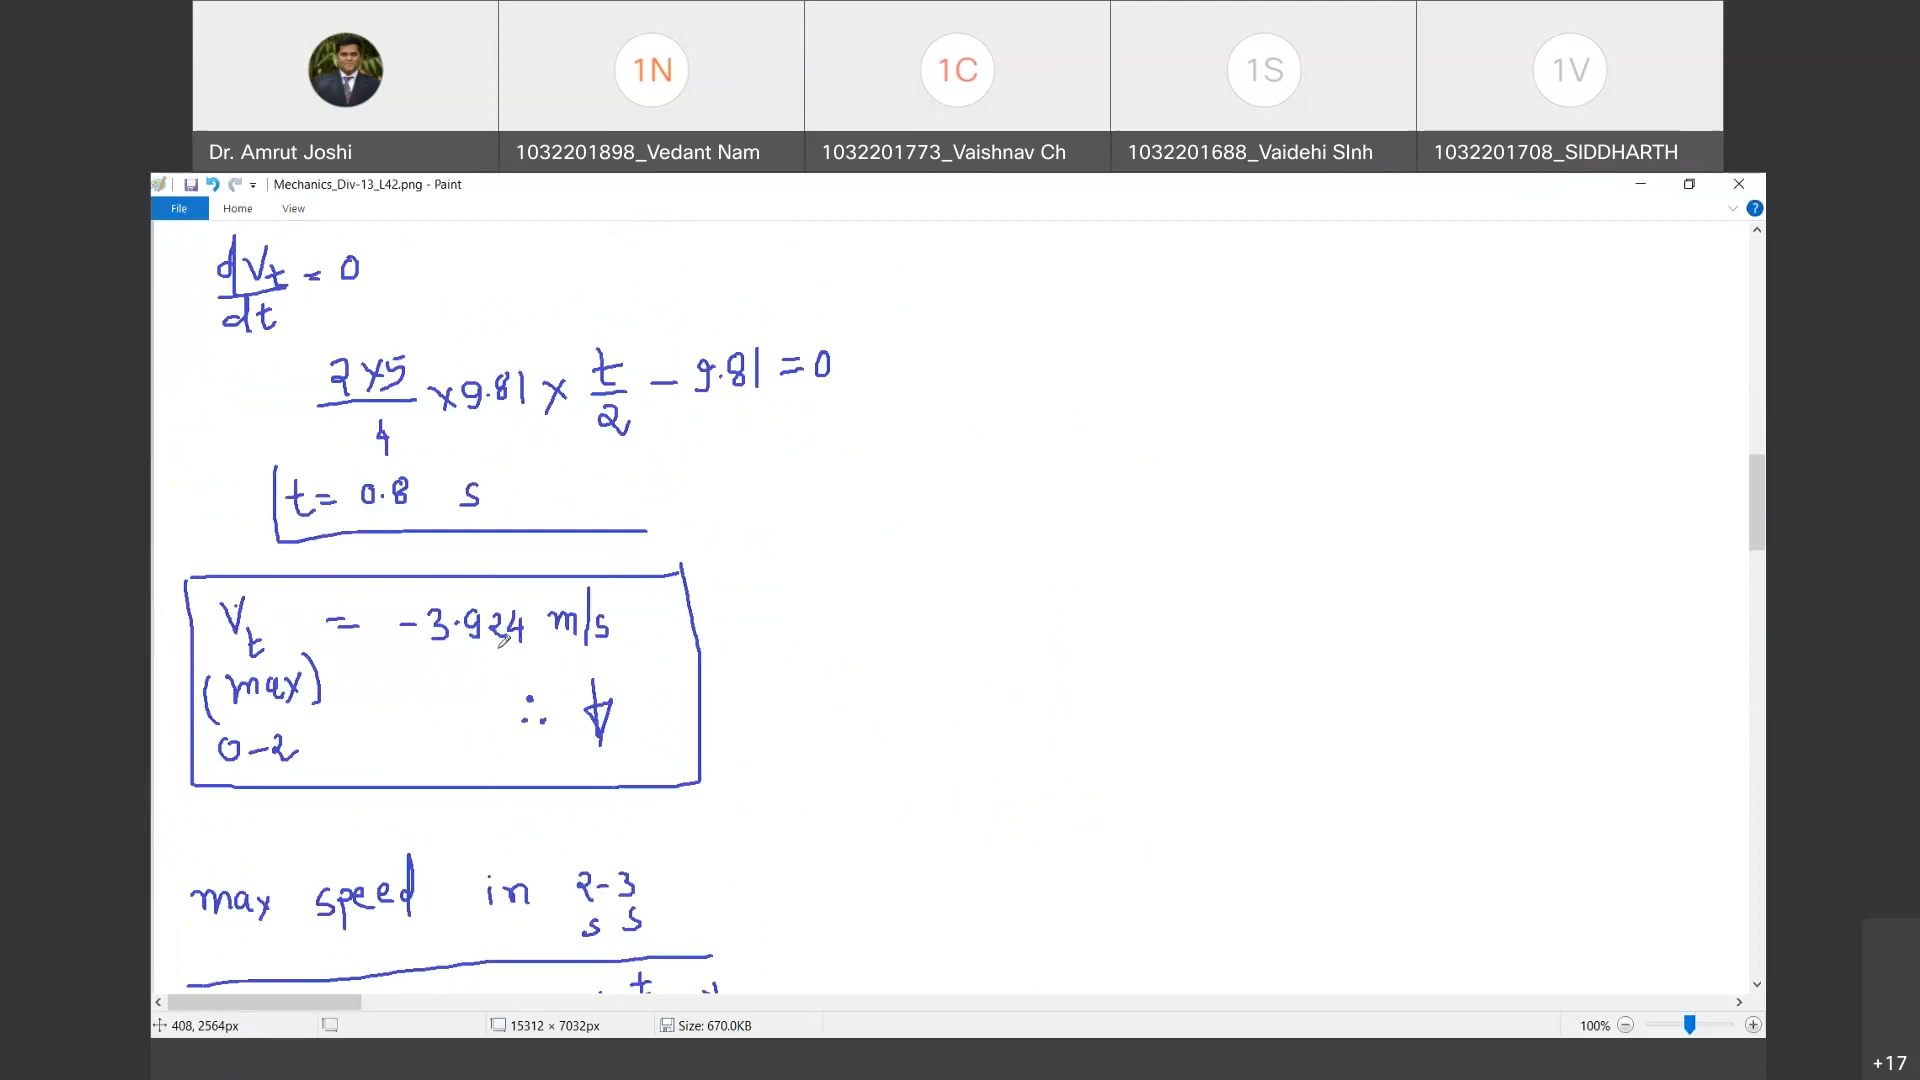 1N
1C
1S
1V
Dr. Amrut Joshi
1032201898_Vedant Nam
1032201773_Vaishnav Ch
1032201688_Vaidehi SInh
1032201708_SIDDHARTH
Mechanics_Div-13_L42.png - Paint
File
Home
View
dVt/dt = 0
2×5/4 × 9.81 × t/2 - 9.81 = 0
t = 0.8 s
Vt = -3.924 m/s
(max)
0-2
∴ ↓
max speed in 2-3
s s
t
408, 2564px
15312 × 7032px
Size: 670.0KB
100%
+17